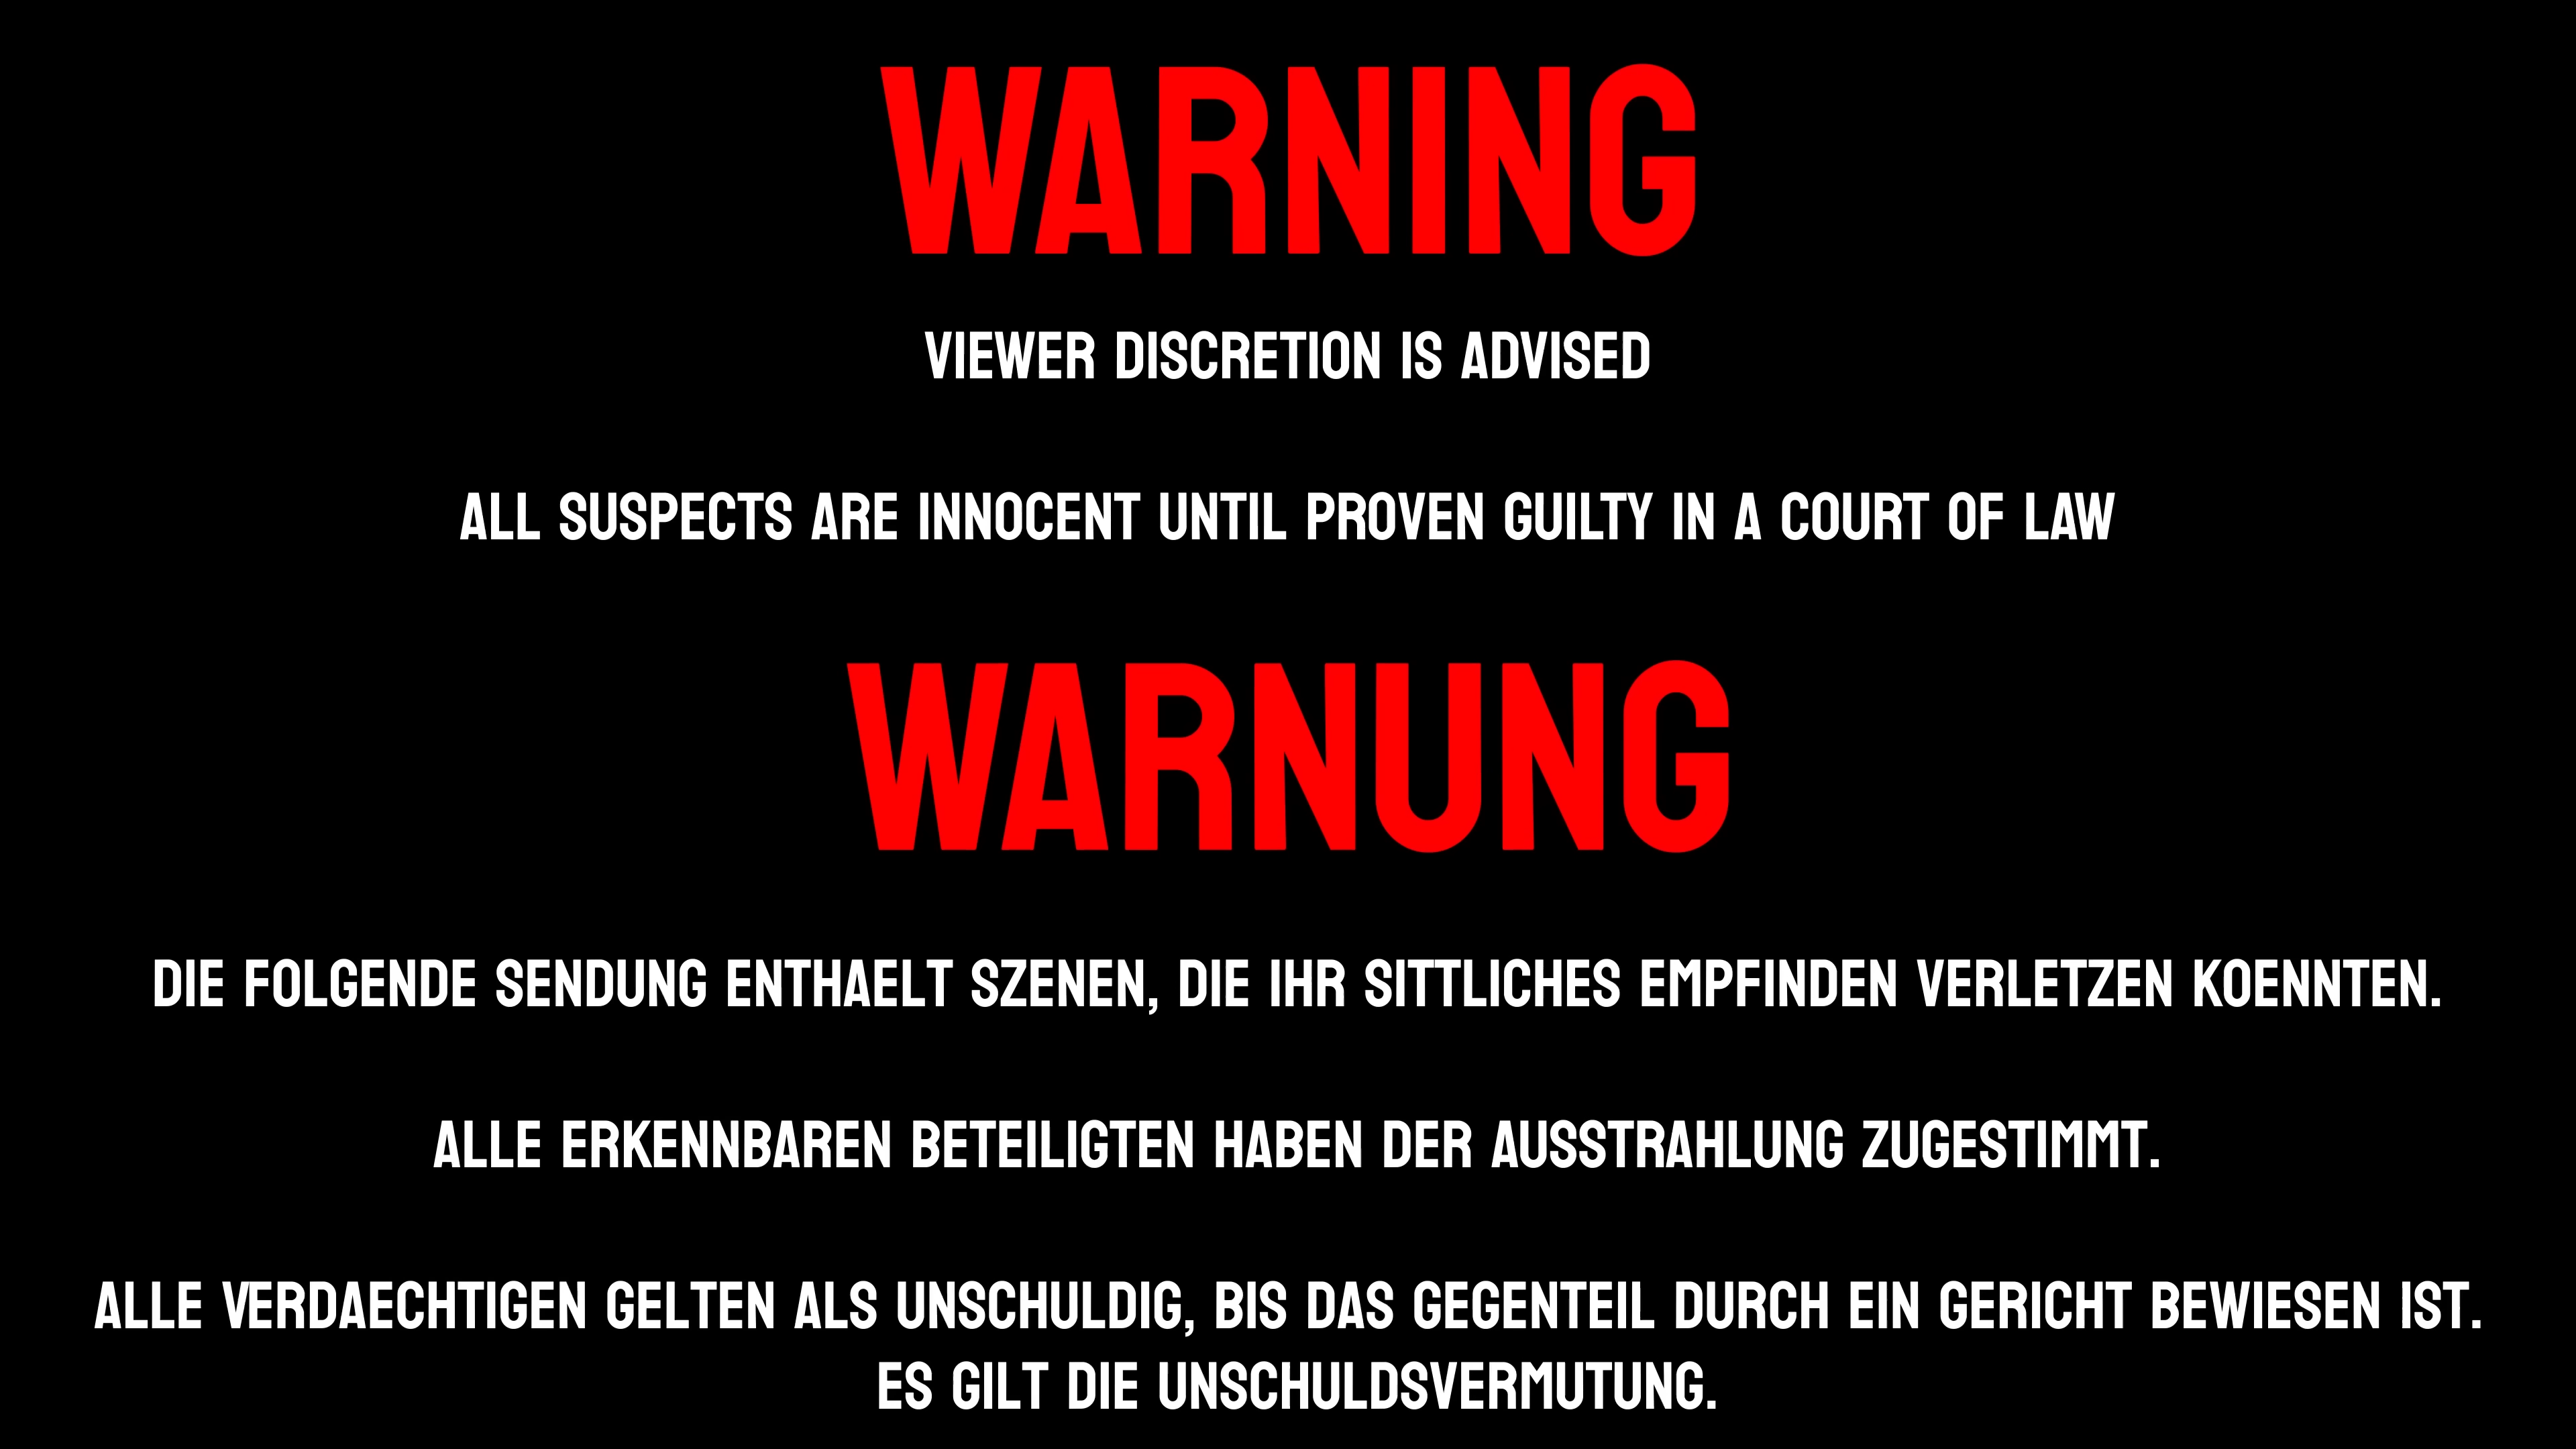 WARNING
VIEWER DISCRETION IS ADVISED
ALL SUSPECTS ARE INNOCENT UNTIL PROVEN GUILTY IN A COURT OF LAW
WARNUNG
DIE FOLGENDE SENDUNG ENTHAELT SZENEN, DIE IHR SITTLICHES EMPFINDEN VERLETZEN KOENNTEN.
ALLE ERKENNBAREN BETEILIGTEN HABEN DER AUSSTRAHLUNG ZUGESTIMMT.
ALLE VERDAECHTIGEN GELTEN ALS UNSCHULDIG, BIS DAS GEGENTEIL DURCH EIN GERICHT BEWIESEN IST.
ES GILT DIE UNSCHULDSVERMUTUNG.